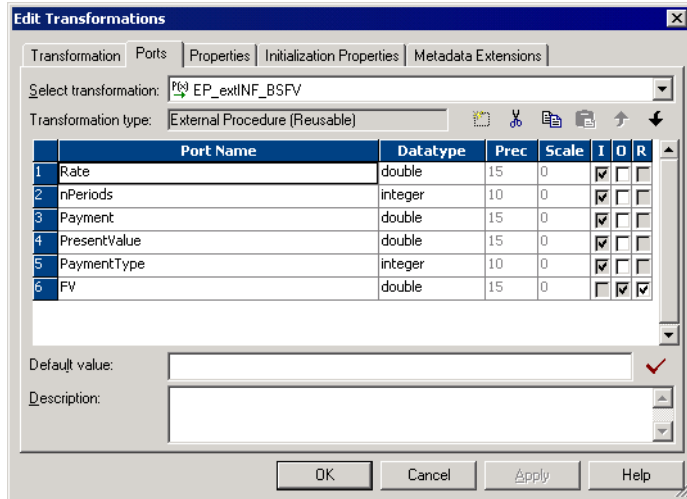 Edit Transformations
Transformation Ports Properties Initialization Properties Metadata Extensions
Select transformation: P(x) EP_extINF_BSFV
Transformation type: External Procedure (Reusable)
Port Name Datatype Prec Scale I O R
1 Rate double 15 0
2 nPeriods integer 10 0
3 Payment double 15 0
4 PresentValue double 15 0
5 PaymentType integer 10 0
6 FV double 15 0
Default value:
Description:
OK Cancel Apply Help